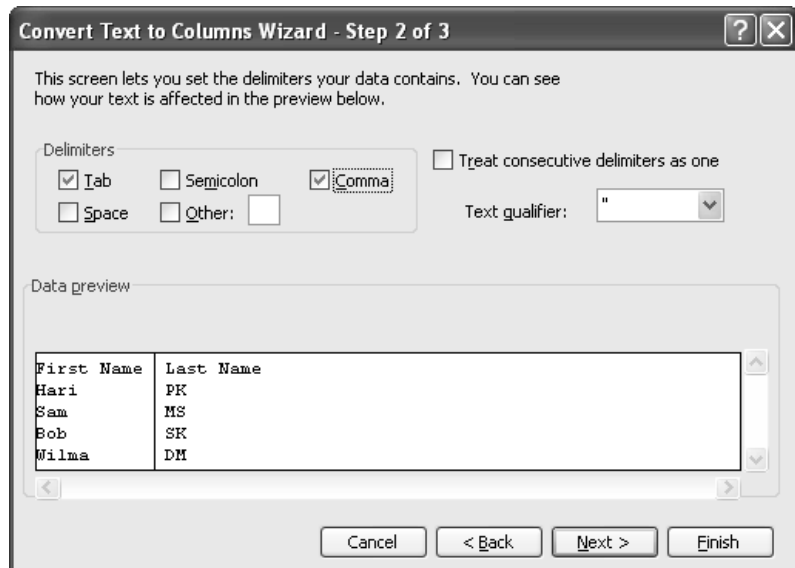 Convert Text to Columns Wizard - Step 2 of 3
This screen lets you set the delimiters your data contains. You can see
how your text is affected in the preview below.
Delimiters
Tab Semicolon Comma
Space Other:
Treat consecutive delimiters as one
Text qualifier: "
Data preview
First Name Last Name
Hari PK
Sam MS
Bob SK
Wilma DM
Cancel < Back Next > Finish